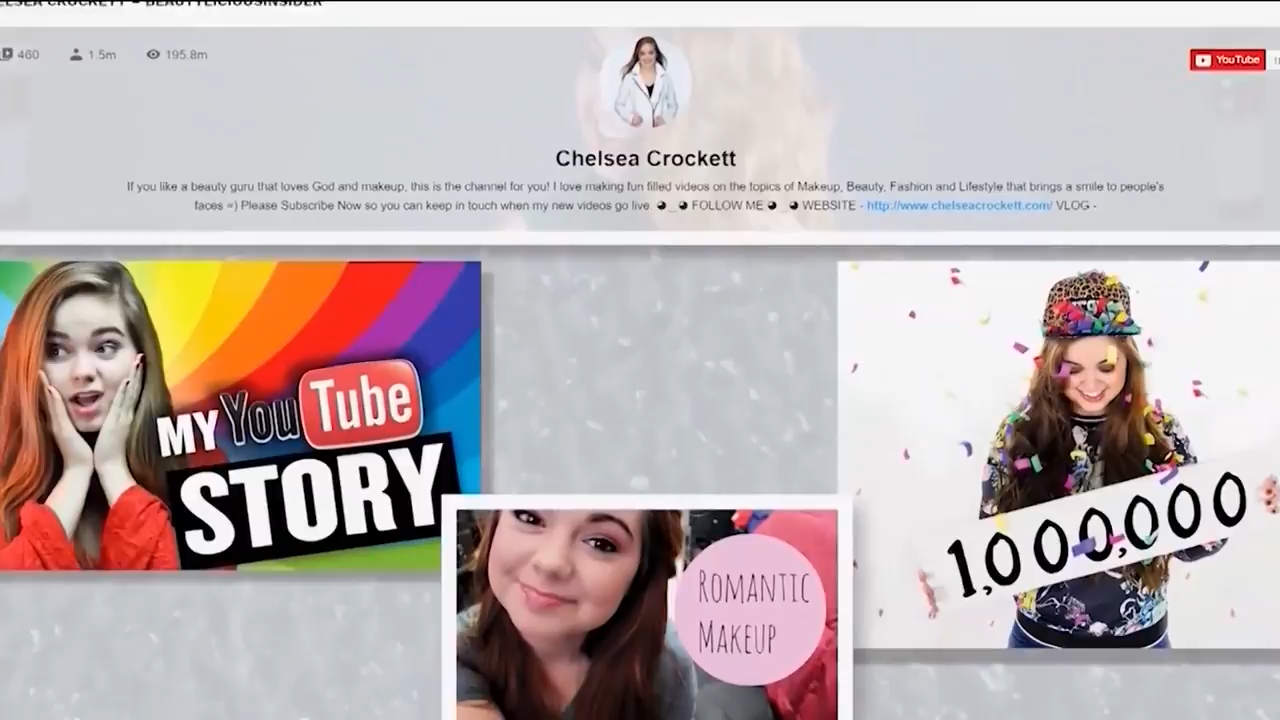 CHELSEA CROCKETT - BEAUTYLICIOUSINSIDER
460 1.5m 195.8m
YouTube
Chelsea Crockett
If you like a beauty guru that loves God and makeup, this is the channel for you! I love making fun filled videos on the topics of Makeup, Beauty, Fashion and Lifestyle that brings a smile to people's
faces =) Please Subscribe Now so you can keep in touch when my new videos go live. ◕_◕ FOLLOW ME ◕_◕ WEBSITE - http://www.chelseacrockett.com/ VLOG -
MY YouTube
STORY
1,000,000
ROMANTIC
MAKEUP